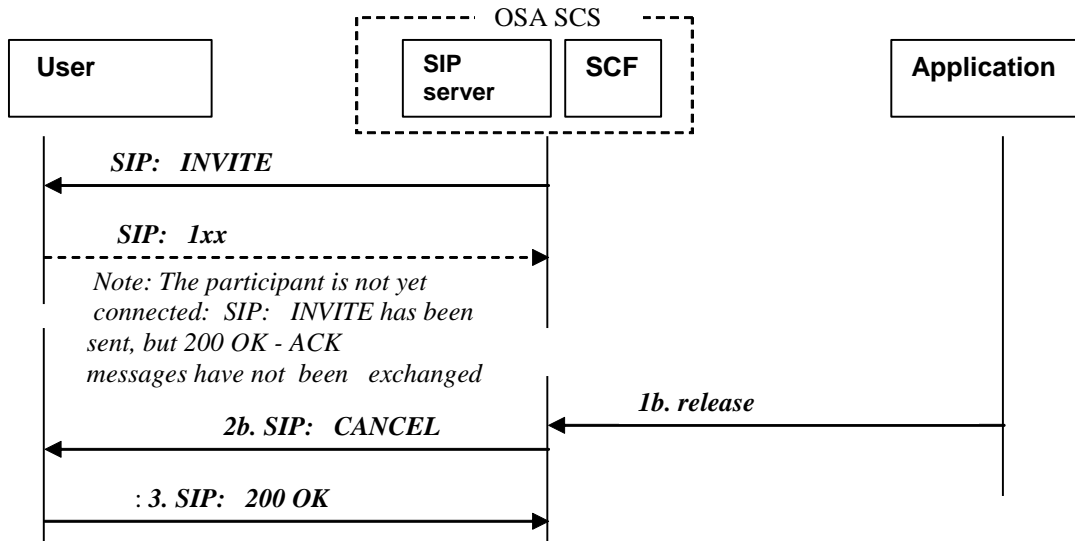 OSA SCS
User
SIP
server
SCF
Application
SIP: INVITE
SIP: 1xx
Note: The participant is not yet
connected: SIP: INVITE has been
sent, but 200 OK - ACK
messages have not been exchanged
1b. release
2b. SIP: CANCEL
: 3. SIP: 200 OK